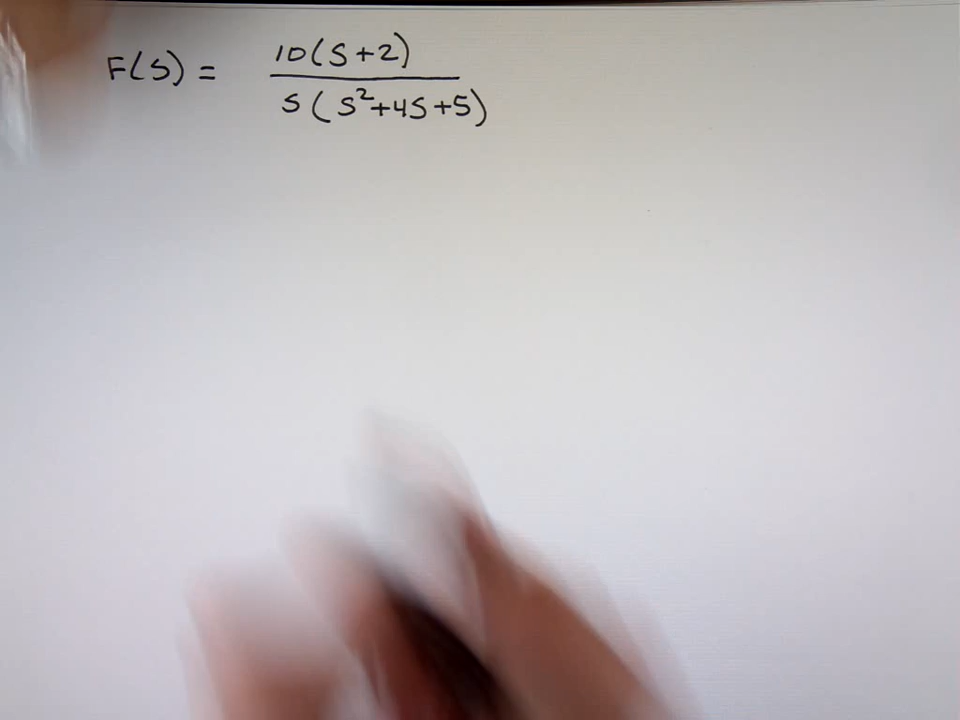 F(S) = 10(S+2)
S(S²+4S+5)